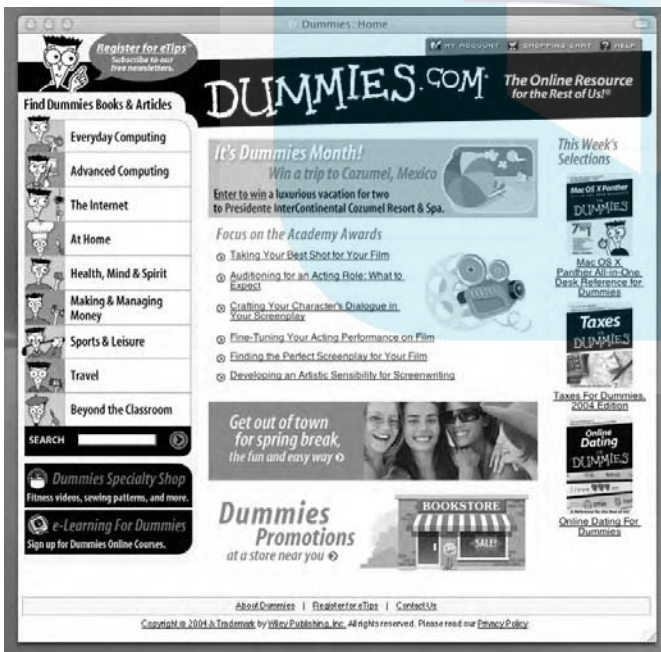 Dummies::Home
Register for eTips™
Subscribe to our
free newsletters.
MY ACCOUNT SHOPPING CART ? HELP
DUMMIES.COM
The Online Resource
for the Rest of Us!®
Find Dummies Books & Articles
Everyday Computing
Advanced Computing
The Internet
At Home
Health, Mind & Spirit
Making & Managing
Money
Sports & Leisure
Travel
Beyond the Classroom
SEARCH
Dummies Specialty Shop
Fitness videos, sewing patterns, and more.
e-Learning For Dummies
Sign up for Dummies Online Courses.
It's Dummies Month!
Win a trip to Cozumel, Mexico
Enter to win a luxurious vacation for two
to Presidente InterContinental Cozumel Resort & Spa.
Focus on the Academy Awards
Taking Your Best Shot for Your Film
Auditioning for an Acting Role: What to
Expect
Crafting Your Character's Dialogue in
Your Screenplay
Fine-Tuning Your Acting Performance on Film
Finding the Perfect Screenplay for Your Film
Developing an Artistic Sensibility for Screenwriting
Get out of town
for spring break,
the fun and easy way
Dummies
Promotions
at a store near you
BOOKSTORE
SALE!
This Week's
Selections
Mac OS X Panther
DUMMIES
Mac OS X
Panther All-in-One
Desk Reference for
Dummies
Taxes
DUMMIES
Taxes For Dummies,
2004 Edition
Online
Dating
DUMMIES
Online Dating For
Dummies
About Dummies | Register for eTips | Contact Us
Copyright © 2004 & Trademark by Wiley Publishing, Inc. All rights reserved. Please read our Privacy Policy